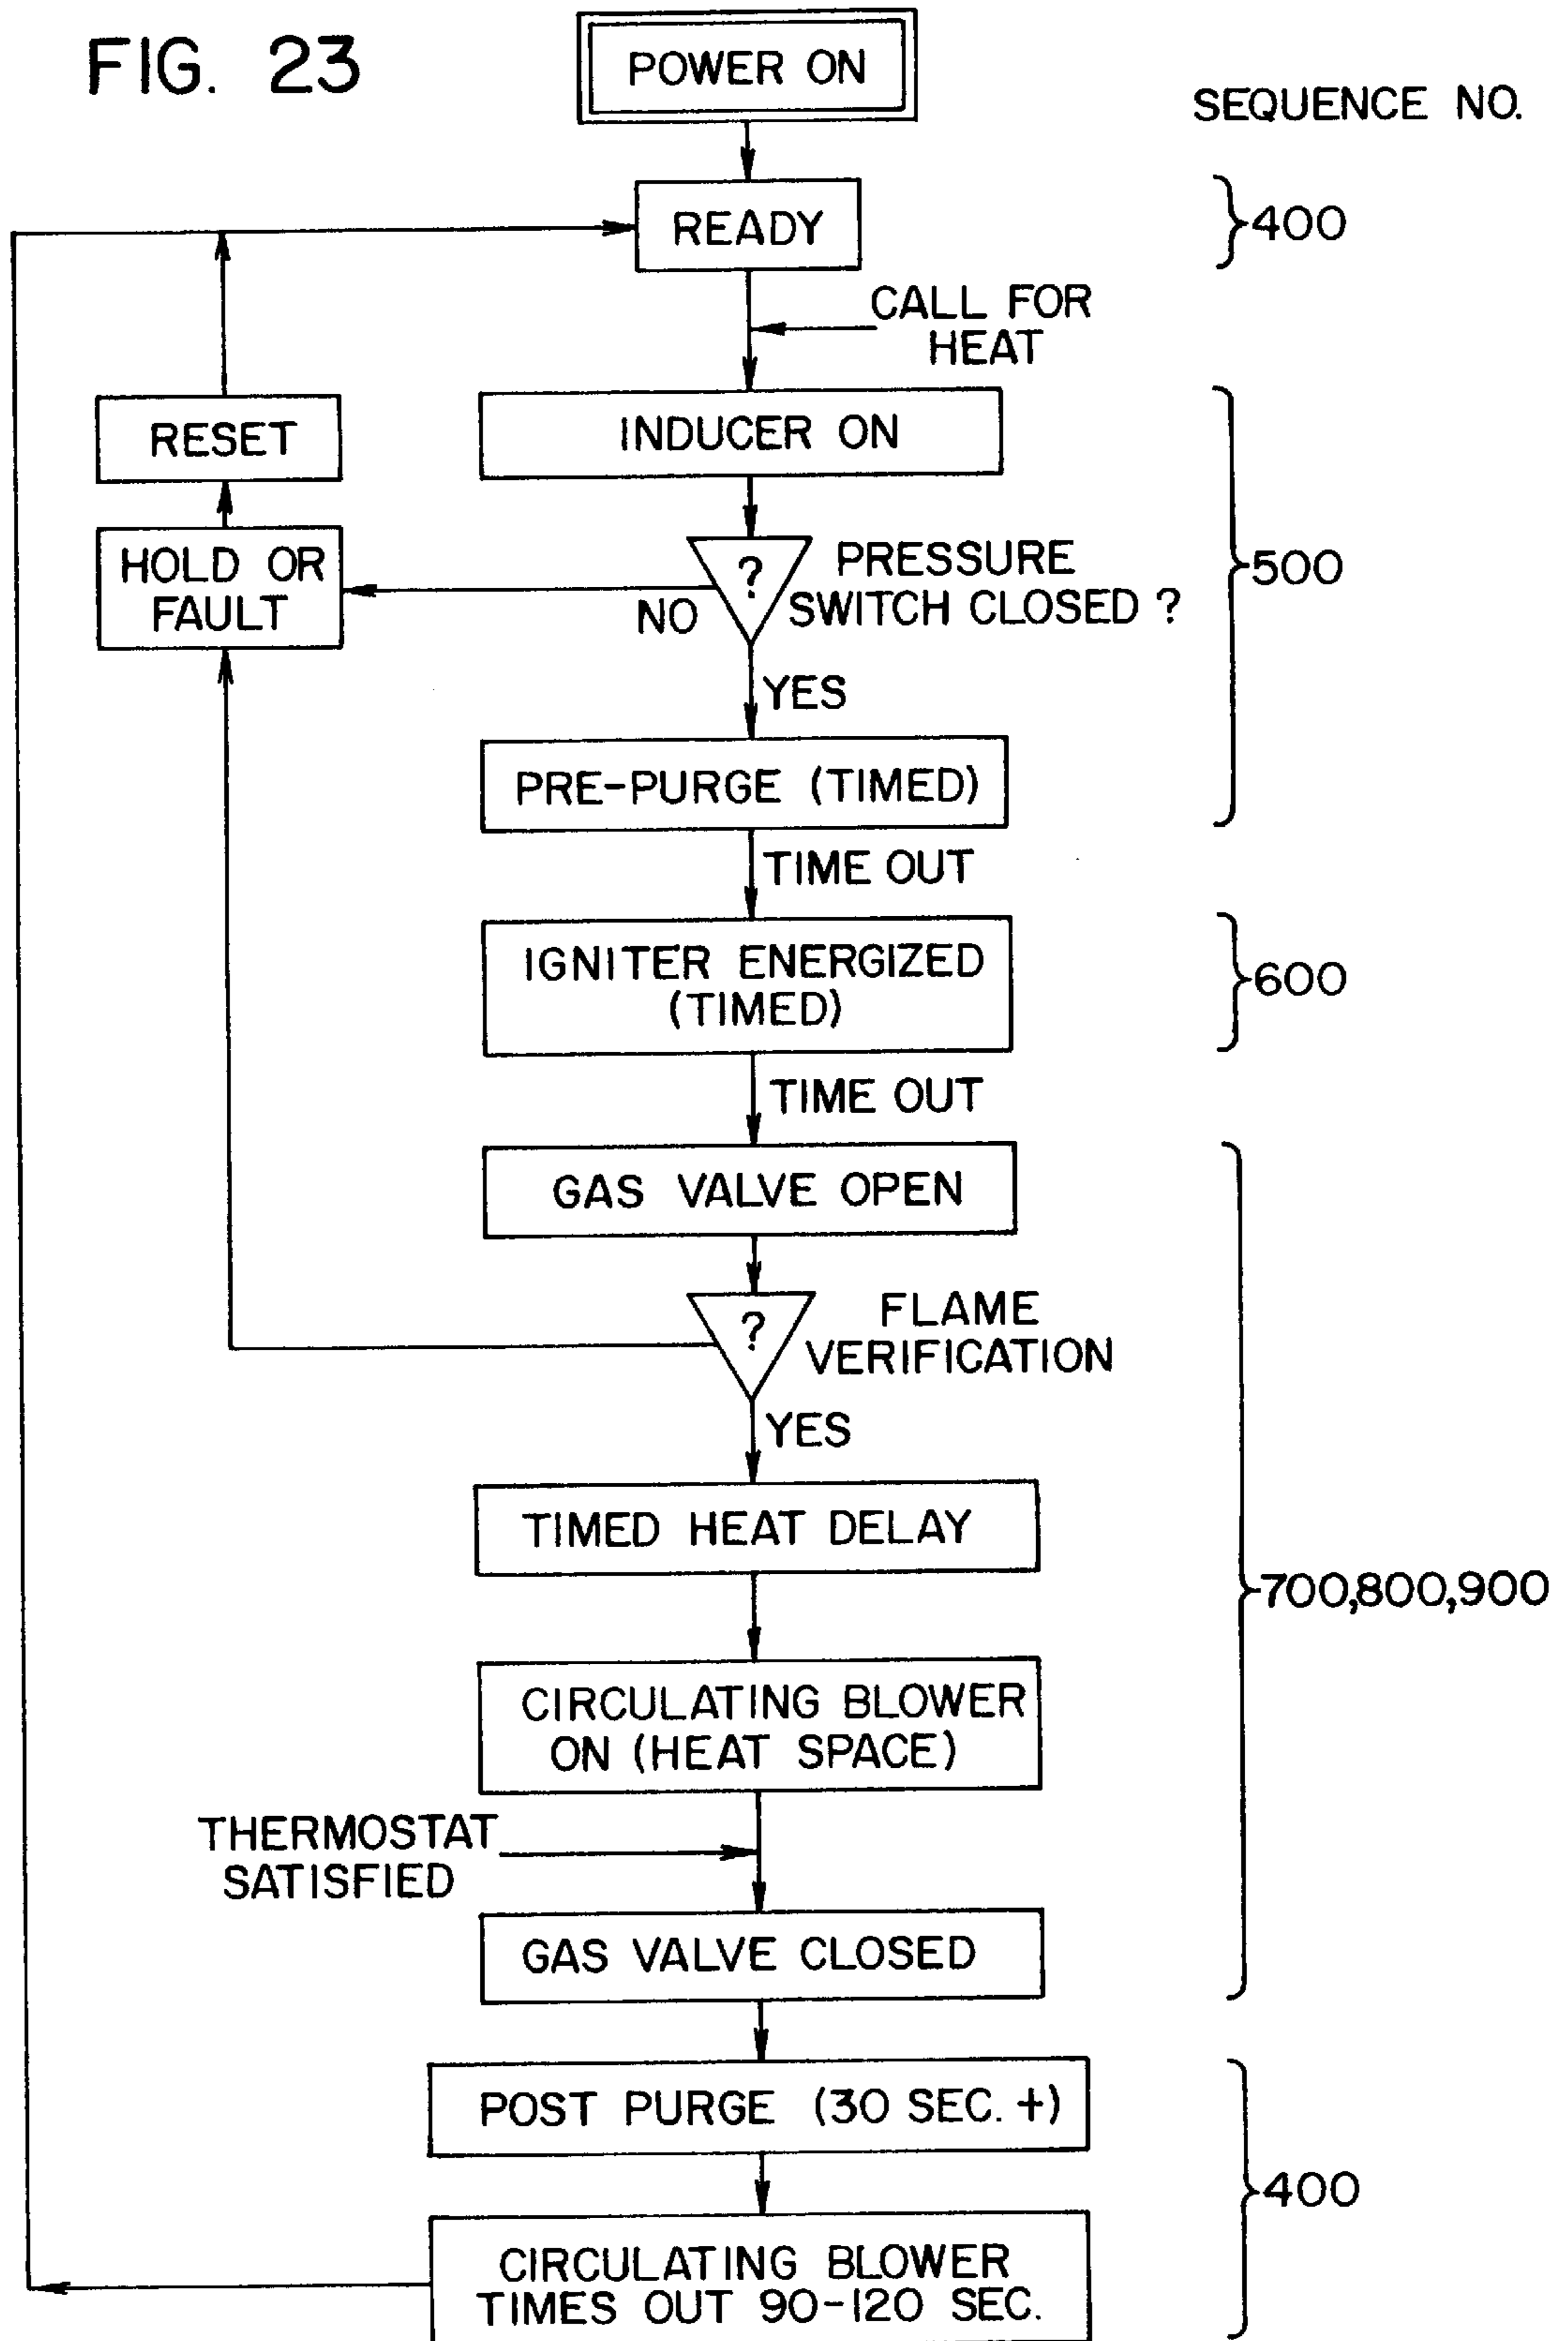 FIG. 23
POWER ON
SEQUENCE NO.
READY
400
CALL FOR
HEAT
RESET
INDUCER ON
HOLD OR
FAULT
?
PRESSURE
SWITCH CLOSED ?
NO
500
YES
PRE-PURGE (TIMED)
TIME OUT
IGNITER ENERGIZED
(TIMED)
600
TIME OUT
GAS VALVE OPEN
?
FLAME
VERIFICATION
YES
TIMED HEAT DELAY
700,800,900
CIRCULATING BLOWER
ON (HEAT SPACE)
THERMOSTAT
SATISFIED
GAS VALVE CLOSED
POST PURGE (30 SEC. +)
400
CIRCULATING BLOWER
TIMES OUT 90-120 SEC.